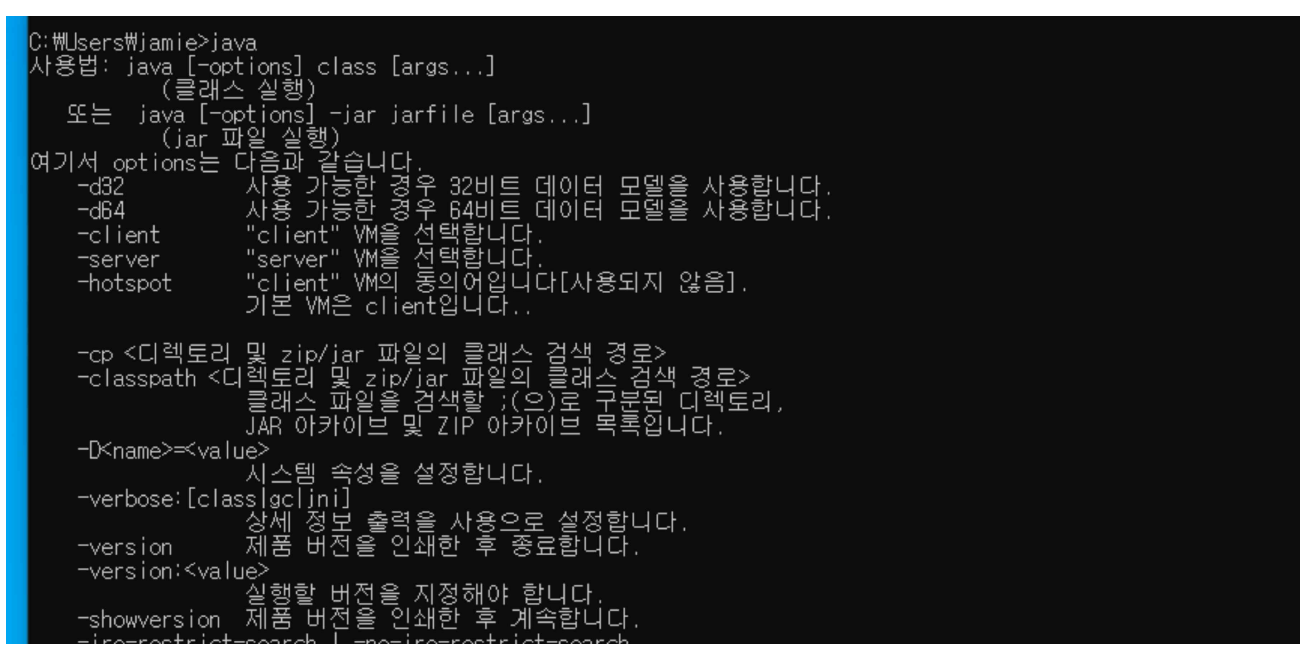 C:₩Users₩jamie>java
사용법: java [-options] class [args...]
(클래스 실행)
또는 java [-options] -jar jarfile [args...]
(jar 파일 실행)
여기서 options는 다음과 같습니다.
-d32 사용 가능한 경우 32비트 데이터 모델을 사용합니다.
-d64 사용 가능한 경우 64비트 데이터 모델을 사용합니다.
-client "client" VM을 선택합니다.
-server "server" VM을 선택합니다.
-hotspot "client" VM의 동의어입니다[사용되지 않음].
기본 VM은 client입니다..
-cp <디렉토리 및 zip/jar 파일의 클래스 검색 경로>
-classpath <디렉토리 및 zip/jar 파일의 클래스 검색 경로>
클래스 파일을 검색할 ;(으)로 구분된 디렉토리,
JAR 아카이브 및 ZIP 아카이브 목록입니다.
-D<name>=<value>
시스템 속성을 설정합니다.
-verbose:[class|gc|jni]
상세 정보 출력을 사용으로 설정합니다.
-version 제품 버전을 인쇄한 후 종료합니다.
-version:<value>
실행할 버전을 지정해야 합니다.
-showversion 제품 버전을 인쇄한 후 계속합니다.
-jre-restrict-search | -no-jre-restrict-search